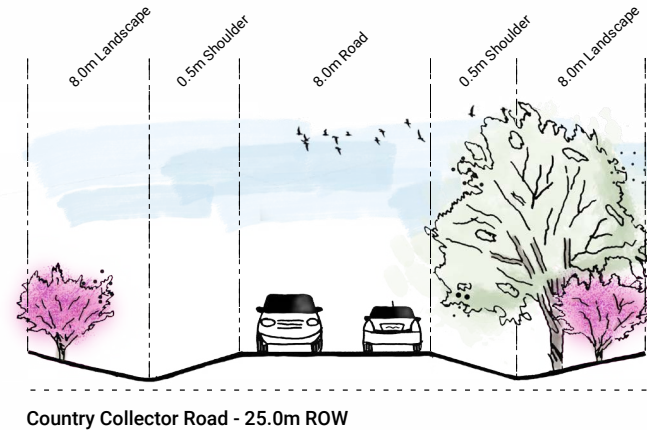 8.0m Landscape
0.5m Shoulder
8.0m Road
0.5m Shoulder
8.0m Landscape
Country Collector Road - 25.0m ROW